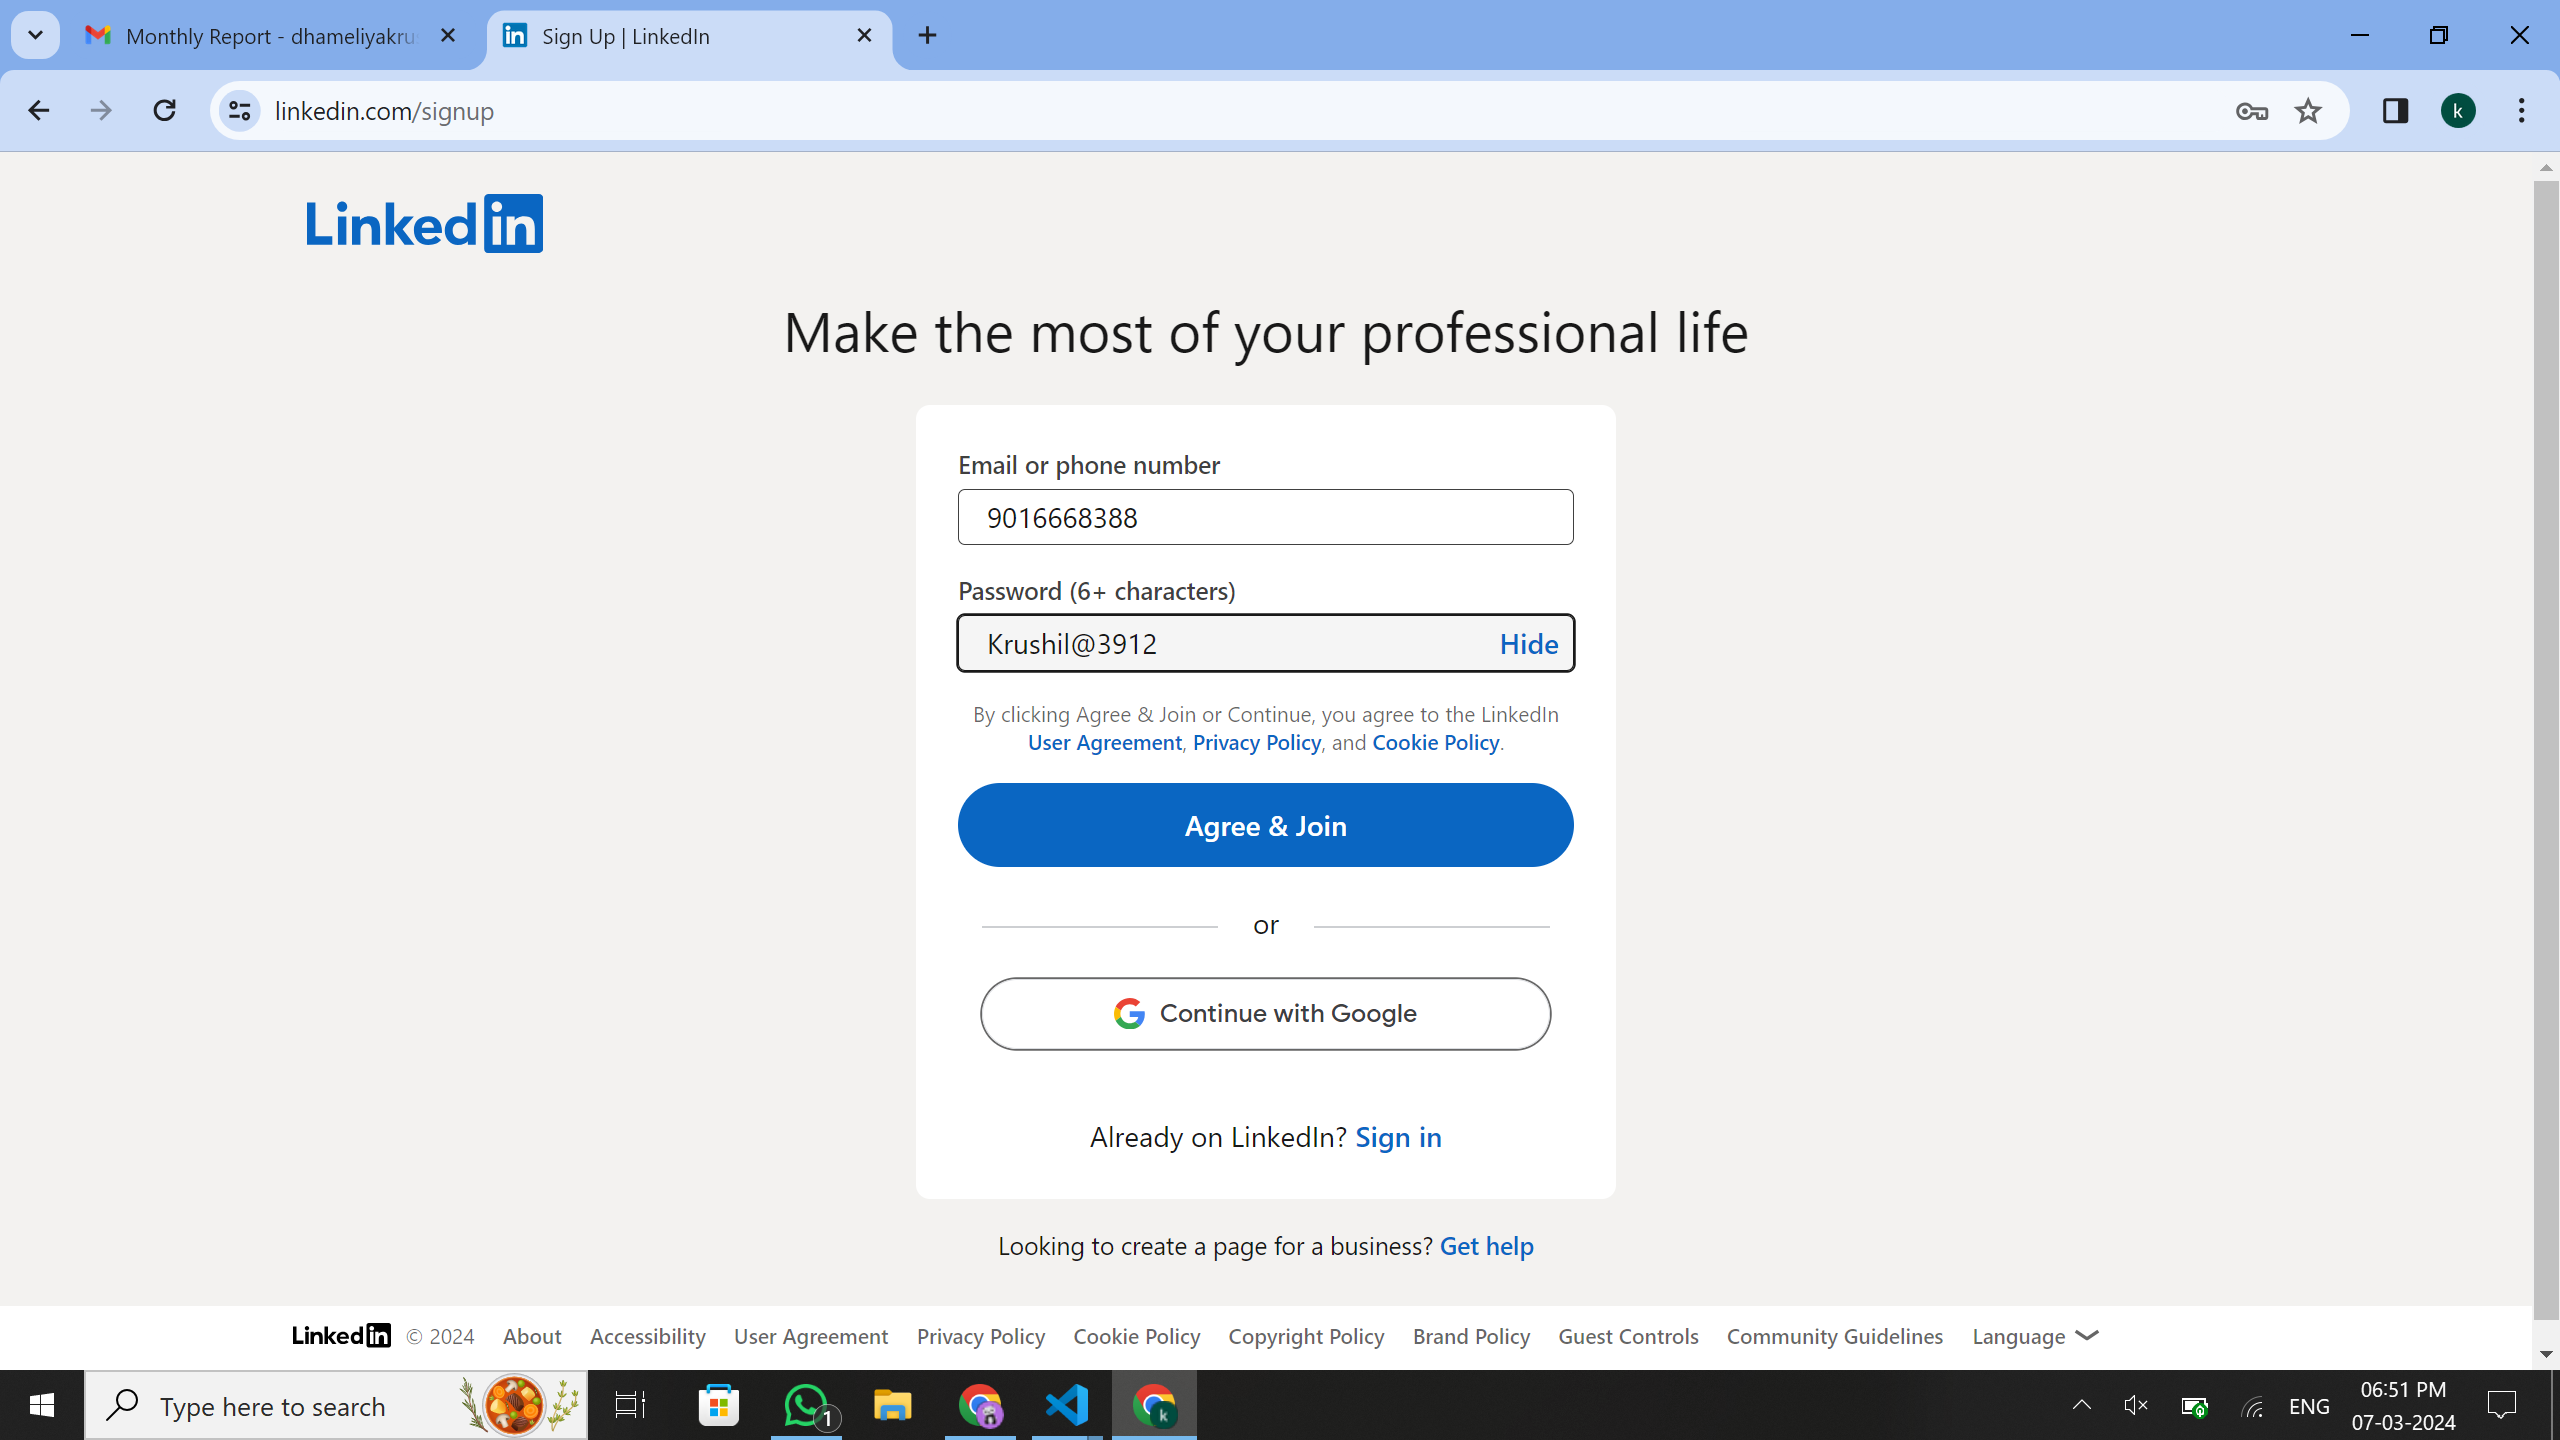 Monthly Report - dhameliyakru
Sign Up | LinkedIn
linkedin.com/signup
k
Linkedin
Make the most of your professional life
Email or phone number
9016668388
Password (6+ characters)
Krushil@3912 Hide
By clicking Agree & Join or Continue, you agree to the LinkedIn
User Agreement, Privacy Policy, and Cookie Policy.
Agree & Join
or
Continue with Google
Already on LinkedIn? Sign in
Looking to create a page for a business? Get help
Linkedin © 2024 About Accessibility User Agreement Privacy Policy Cookie Policy Copyright Policy Brand Policy Guest Controls Community Guidelines Language
Type here to search
1
k
ENG
06:51 PM
07-03-2024